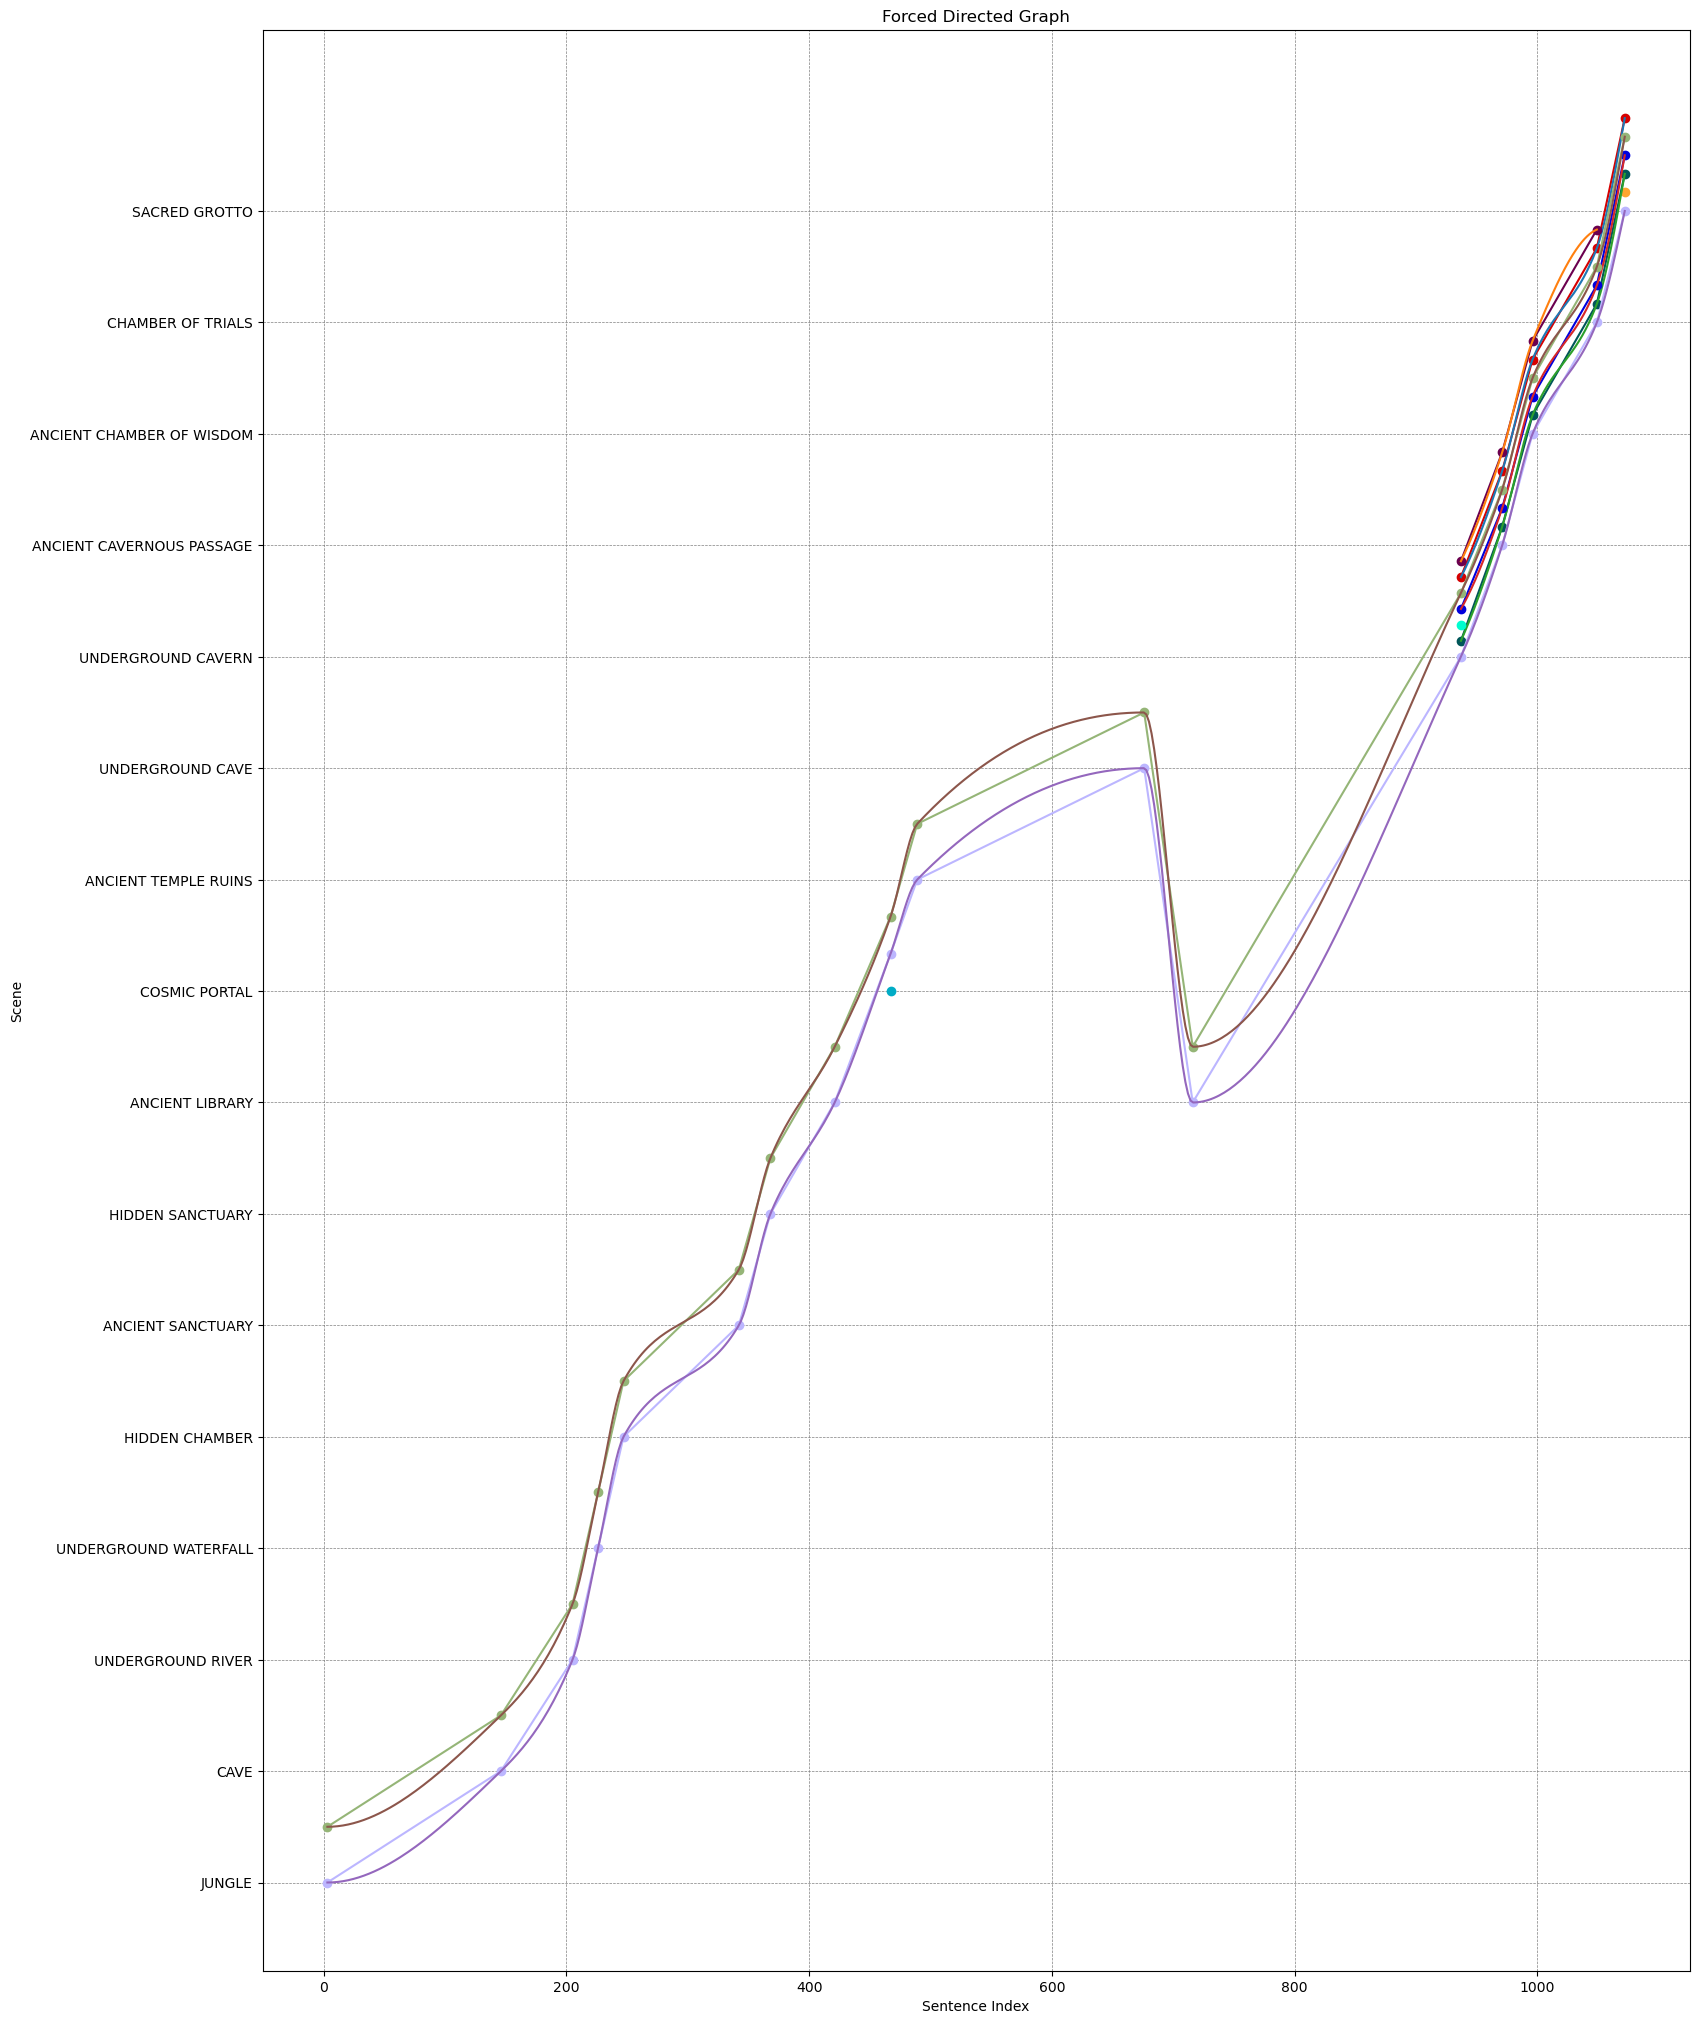 Forced Directed Graph
SACRED GROTTO
CHAMBER OF TRIALS
ANCIENT CHAMBER OF WISDOM
ANCIENT CAVERNOUS PASSAGE
UNDERGROUND CAVERN
UNDERGROUND CAVE
ANCIENT TEMPLE RUINS
COSMIC PORTAL
ANCIENT LIBRARY
HIDDEN SANCTUARY
ANCIENT SANCTUARY
HIDDEN CHAMBER
UNDERGROUND WATERFALL
UNDERGROUND RIVER
CAVE
JUNGLE
Scene
0 200 400 600 800 1000
Sentence Index